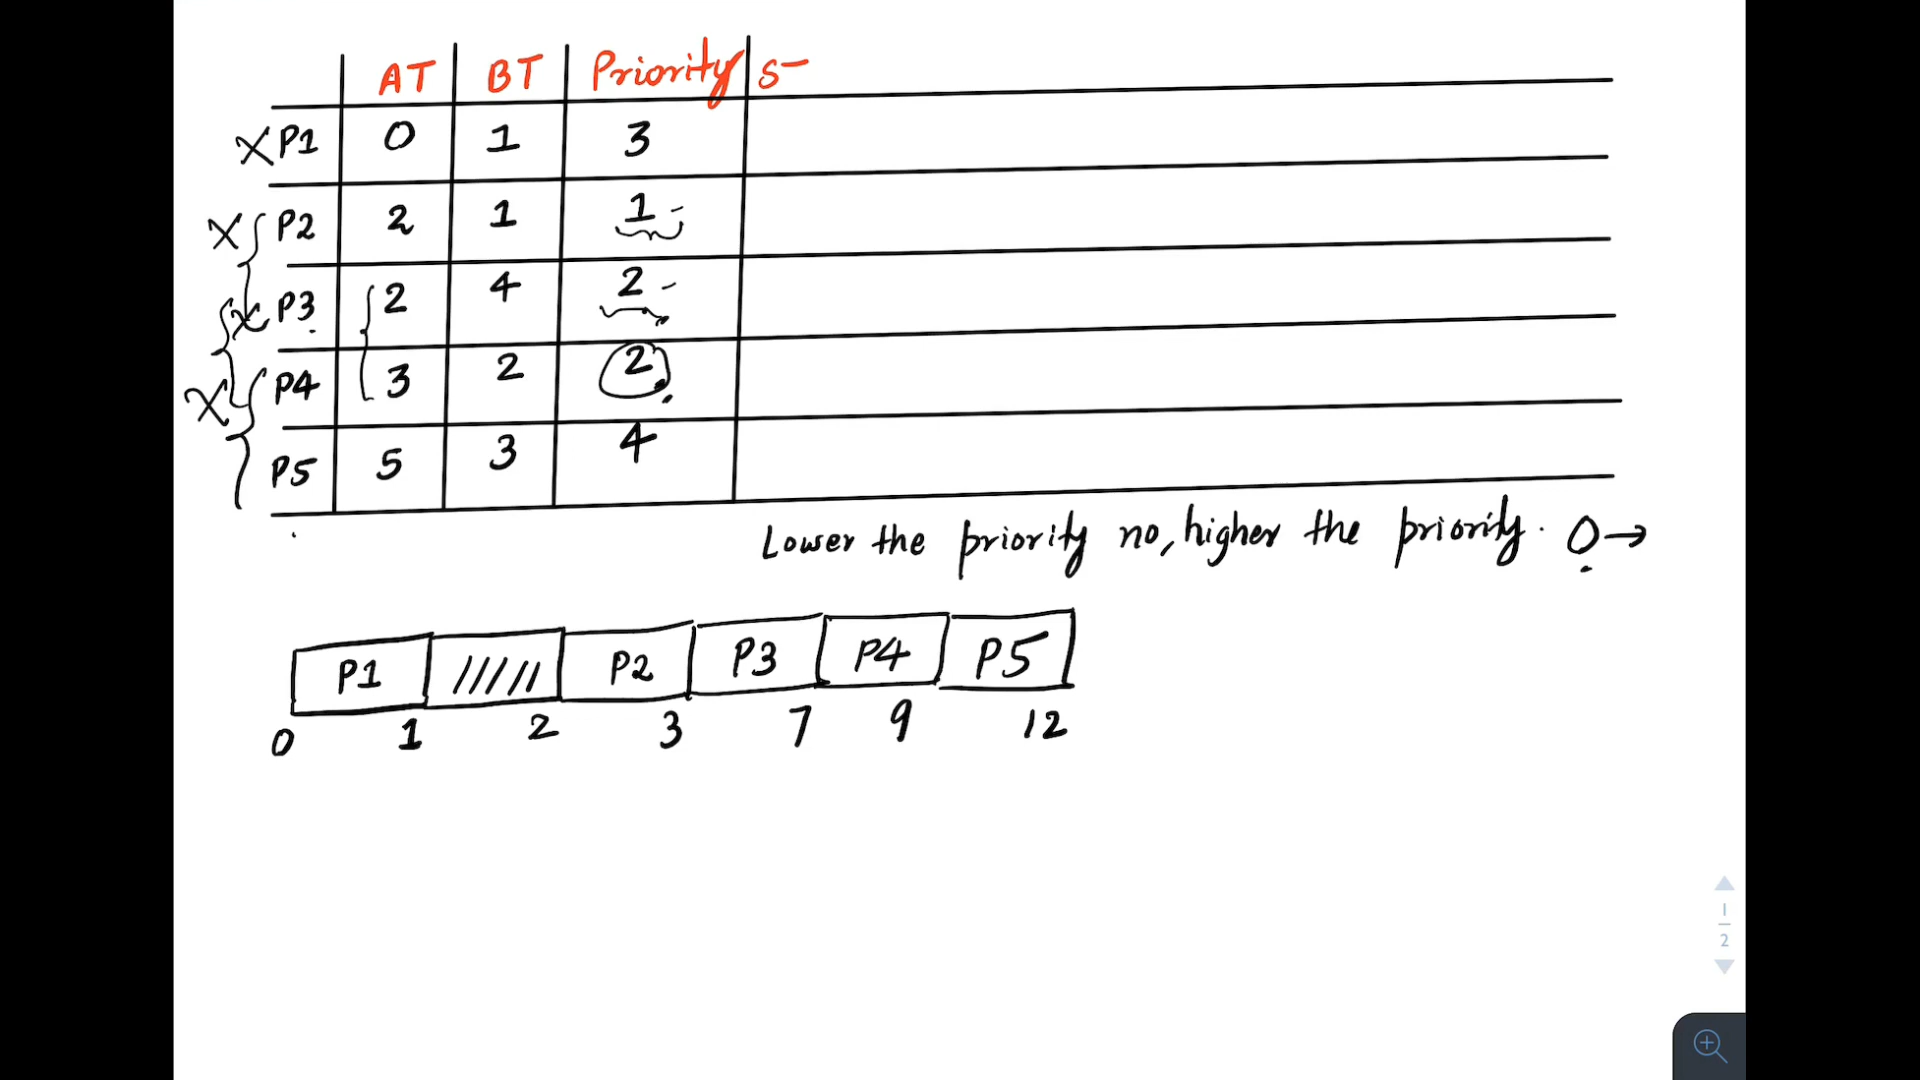 AT BT Priority S
P1 0 1 3
P2 2 1 1
P3 2 4 2
P4 3 2 2
P5 5 3 4
Lower the priority no, higher the priority. 0→
P1 P2 P3 P4 P5
0 1 2 3 7 9 12
1
2